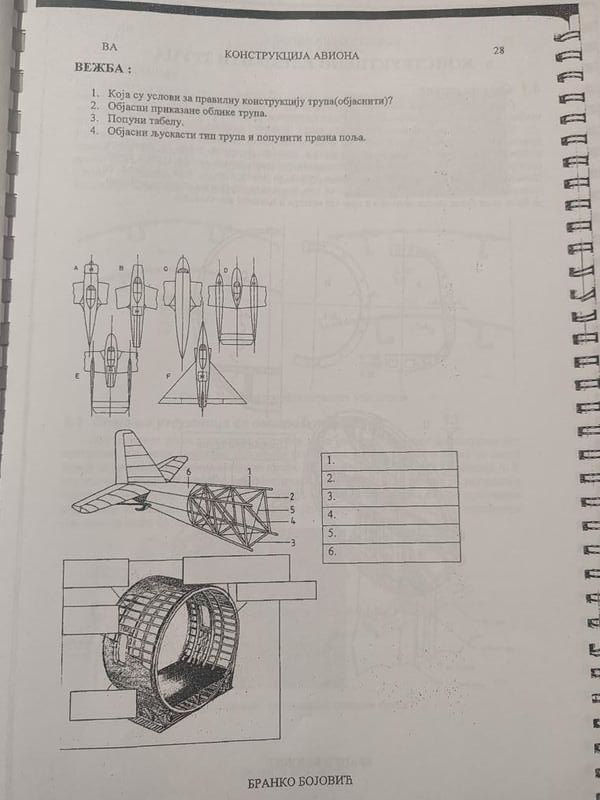 ВА
КОНСТРУКЦИЈА АВИОНА
28
ВЕЖБА :
1. Која су услови за правилну конструкцију трупа(објаснити)?
2. Објасни приказане облике трупа.
3. Попуни табелу.
4. Објасни љускасти тип трупа и попунити празна поља.
A B C D
E F
6 1
2
5
4
3
1.
2.
3.
4.
5.
6.
БРАНКО БОЈОВИЋ